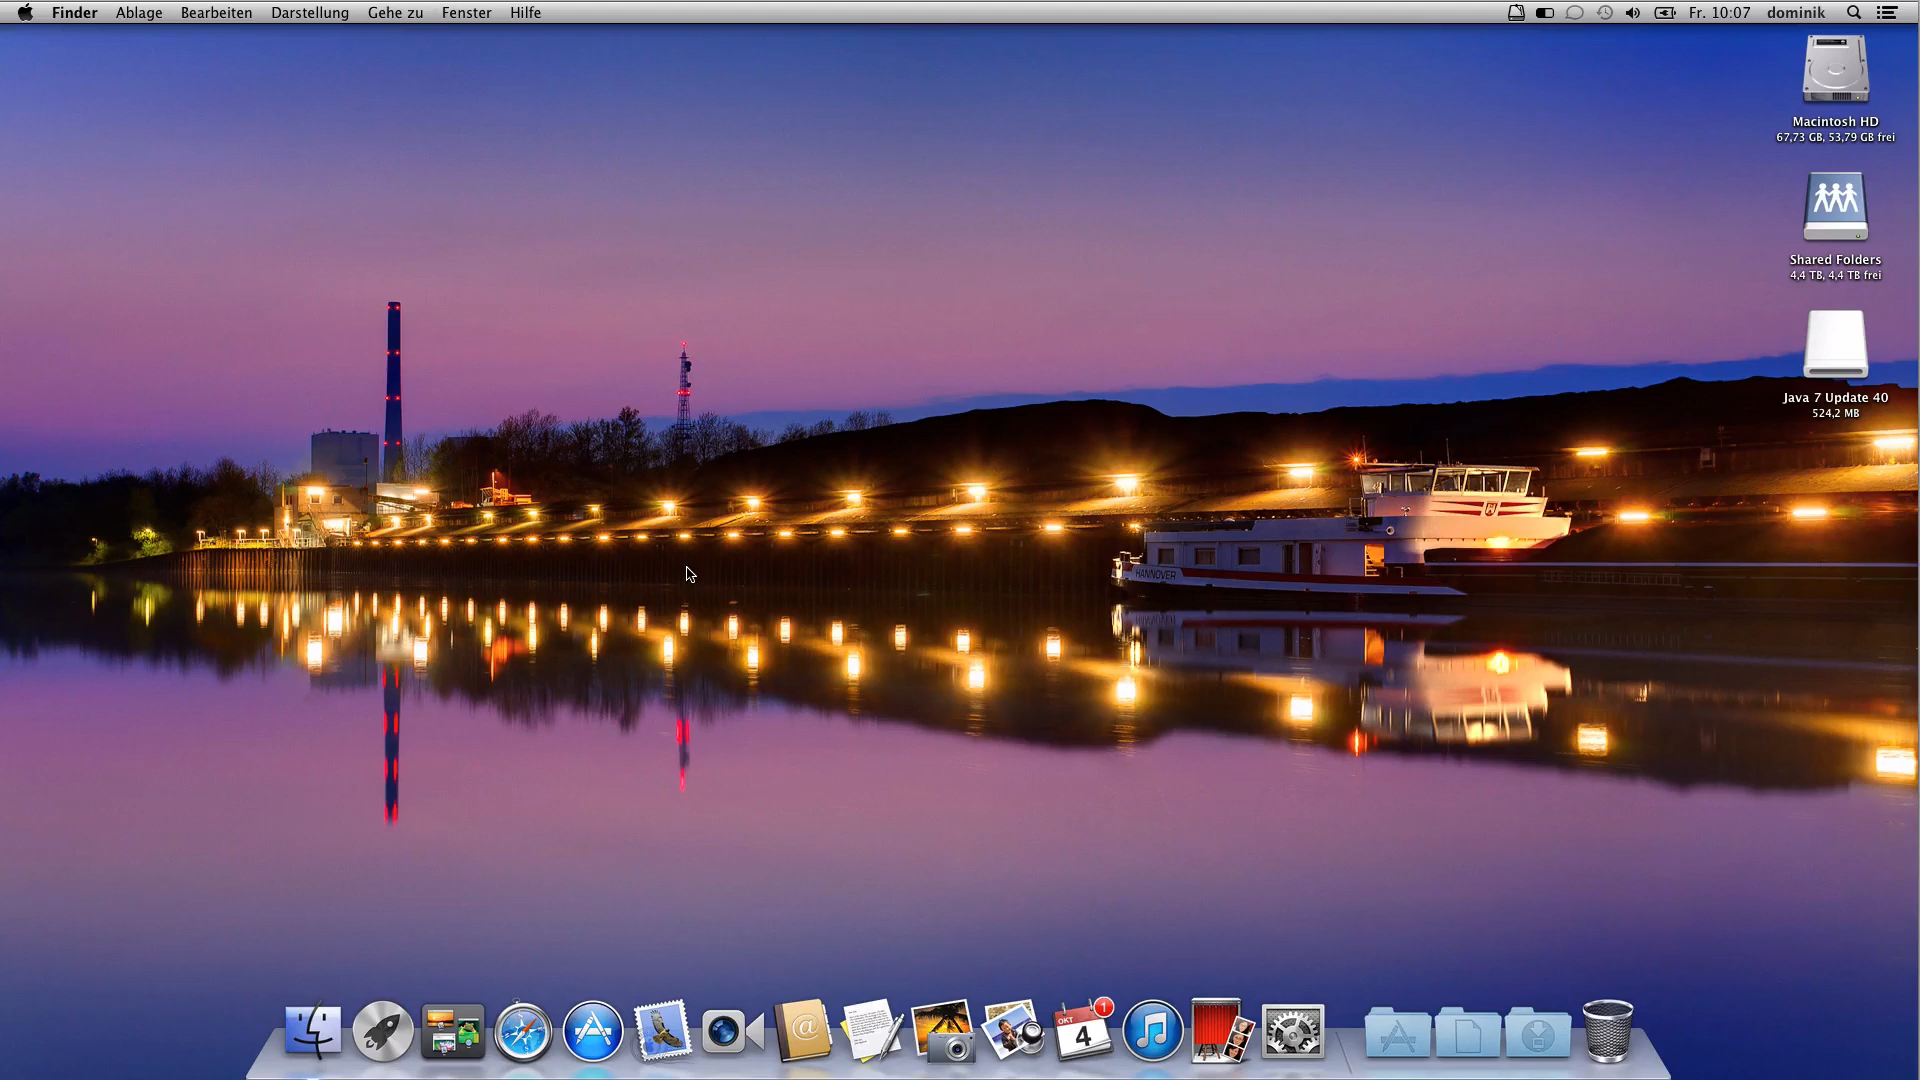 Finder Ablage Bearbeiten Darstellung Gehe zu Fenster Hilfe Fr. 10:07 dominik
Macintosh HD
67,73 GB, 53,79 GB frei
Shared Folders
4,4 TB, 4,4 TB frei
Java 7 Update 40
524,2 MB
HANNOVER
1
OKT
4